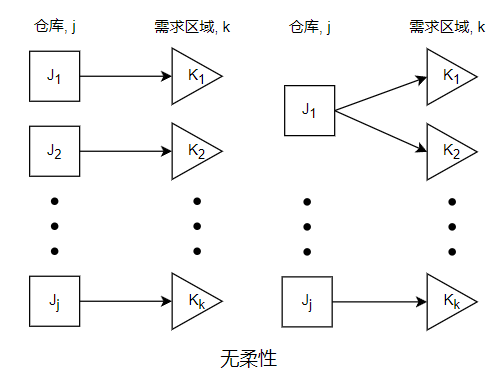 仓库, j 需求区域, k 仓库, j 需求区域, k
J1 K1 K1
J1
J2 K2 K2
Jj Kk Jj Kk
无柔性